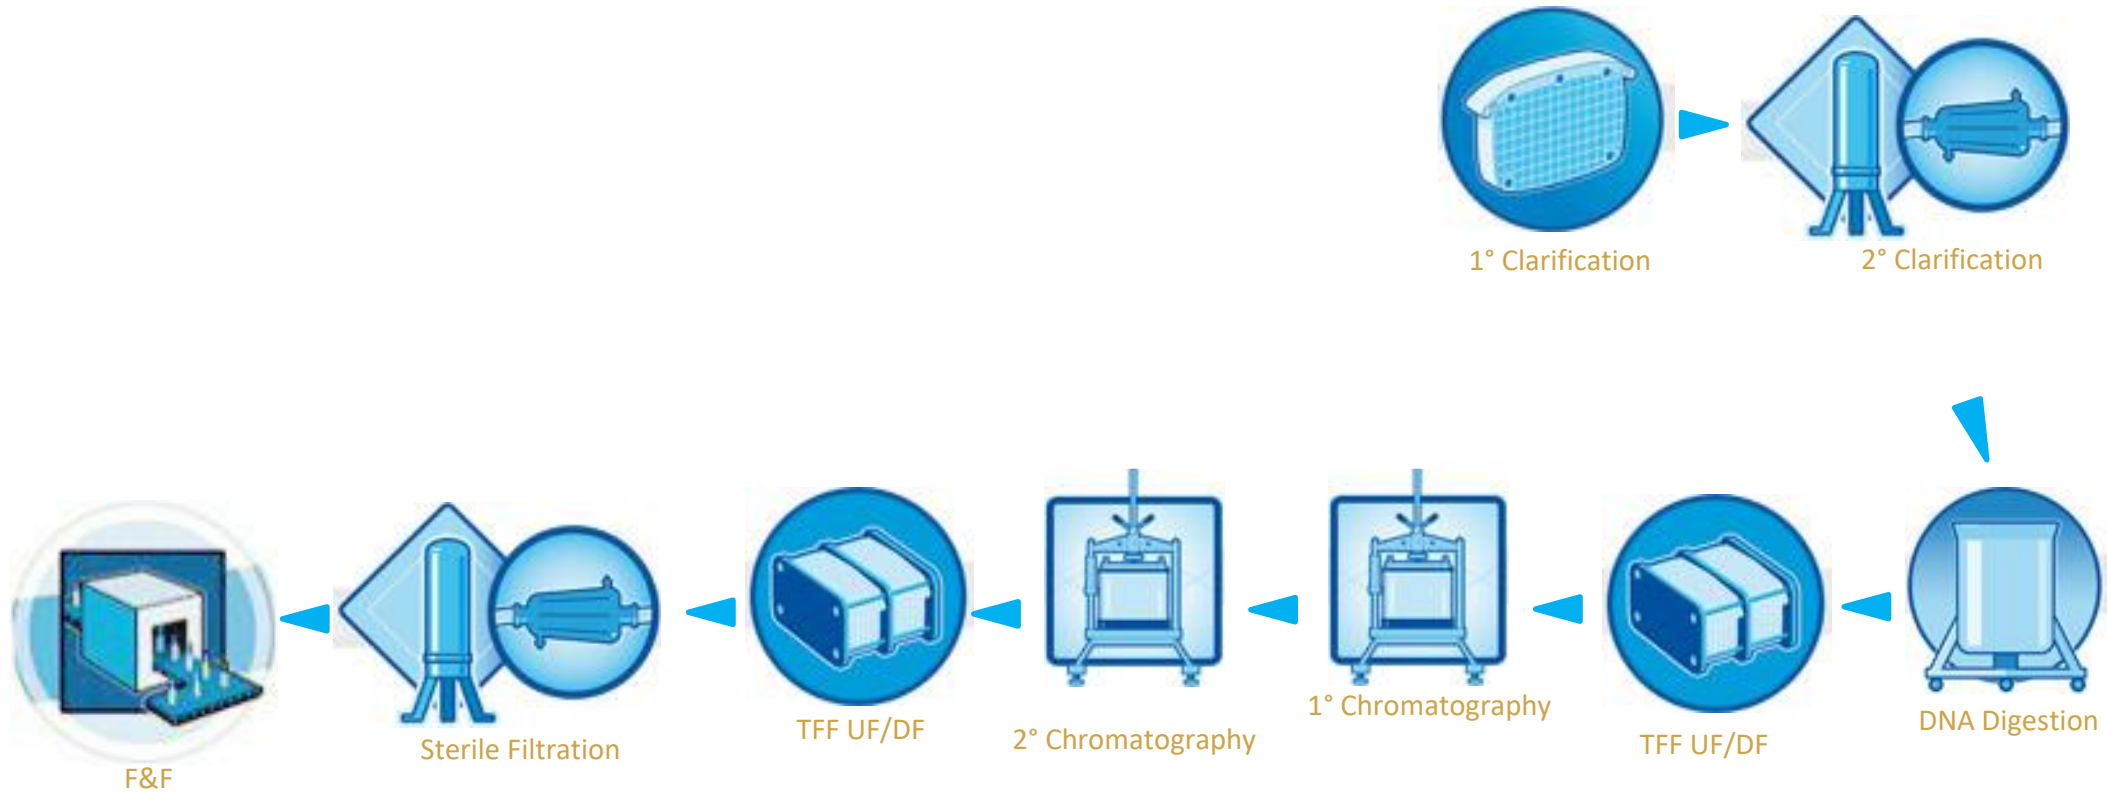 1° Clarification
2° Clarification
DNA Digestion
TFF UF/DF
1° Chromatography
2° Chromatography
TFF UF/DF
Sterile Filtration
F&F